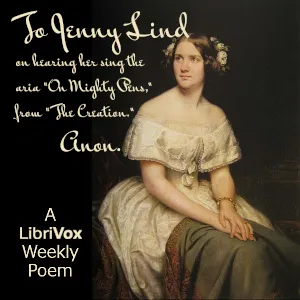 To Jenny Lind
on hearing her sing the
aria "On Mighty Pens,"
from "The Creation."
Anon.
A
LibriVox
Weekly
Poem